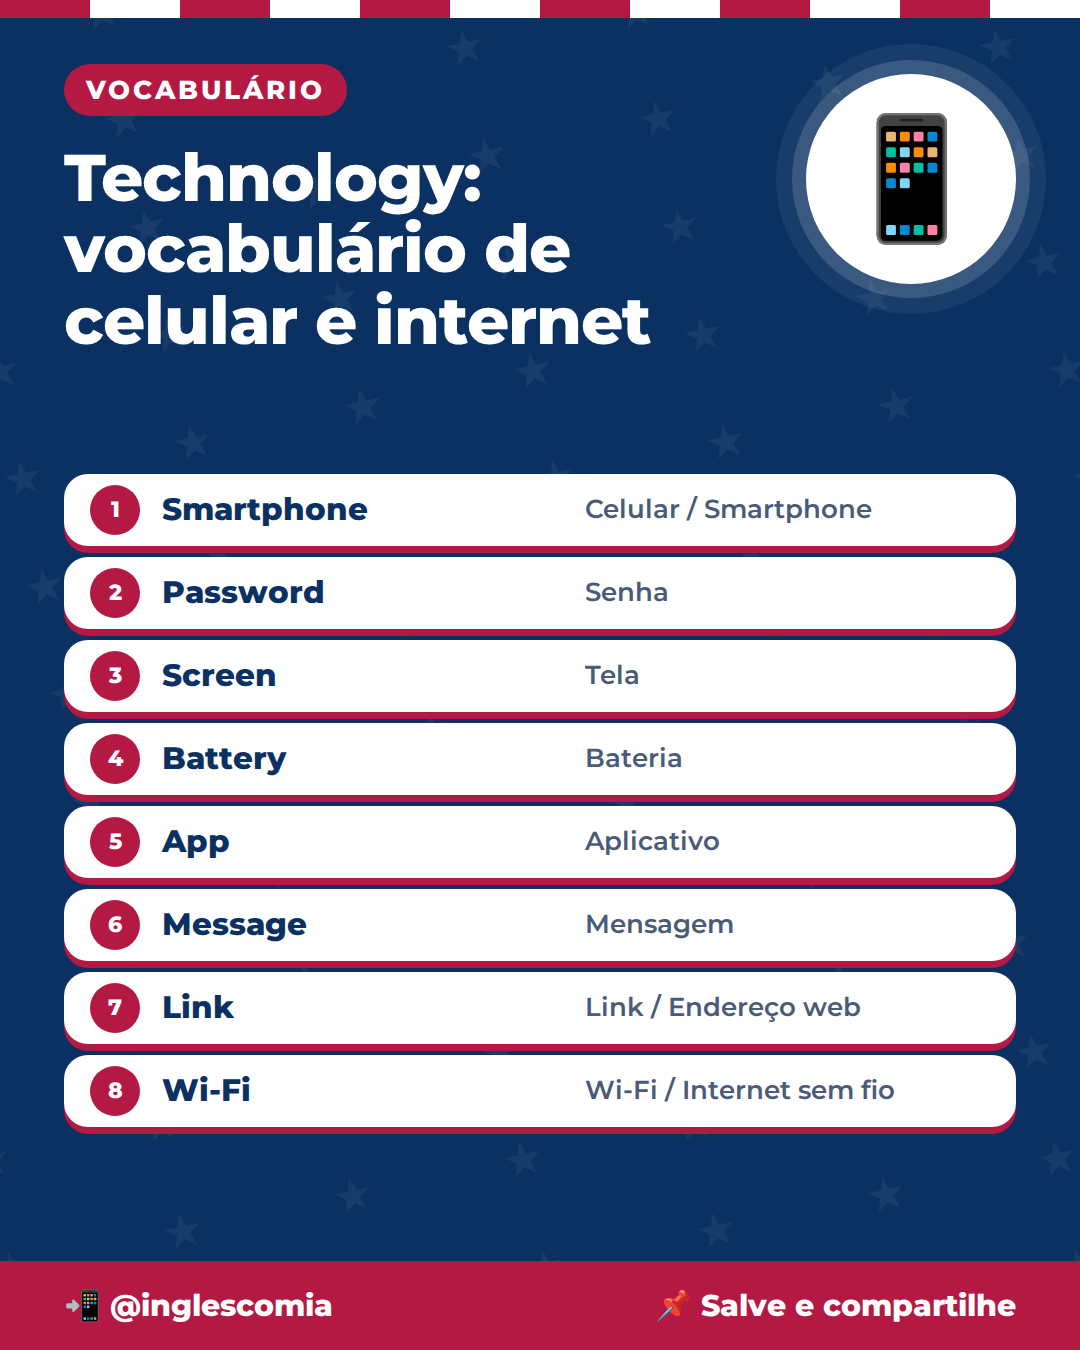 VOCABULÁRIO
Technology:
vocabulário de
celular e internet
1 Smartphone Celular / Smartphone
2 Password Senha
3 Screen Tela
4 Battery Bateria
5 App Aplicativo
6 Message Mensagem
7 Link Link / Endereço web
8 Wi-Fi Wi-Fi / Internet sem fio
@inglescomia Salve e compartilhe